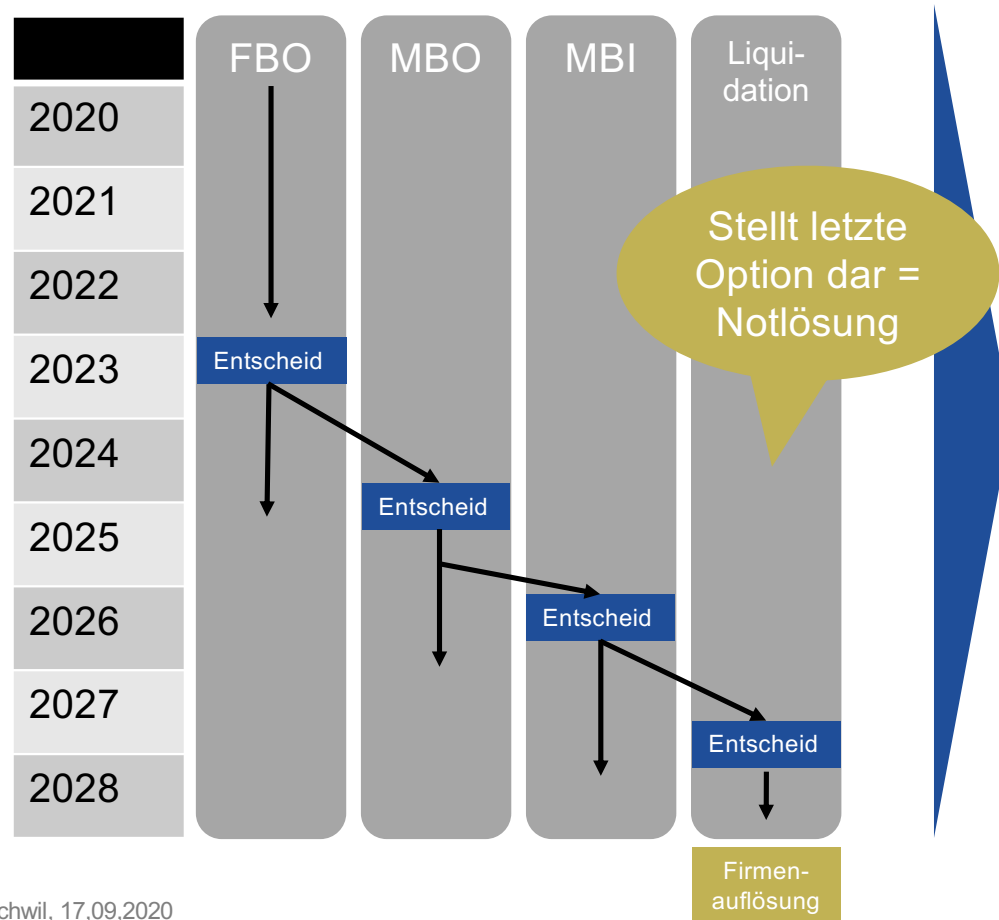 FBO
MBO
MBI
Liqui-
dation
2020
2021
2022
2023
2024
2025
2026
2027
2028
Stellt letzte
Option dar =
Notlösung
Entscheid
Entscheid
Entscheid
Entscheid
Firmen-
auflösung
chwil, 17,09,2020